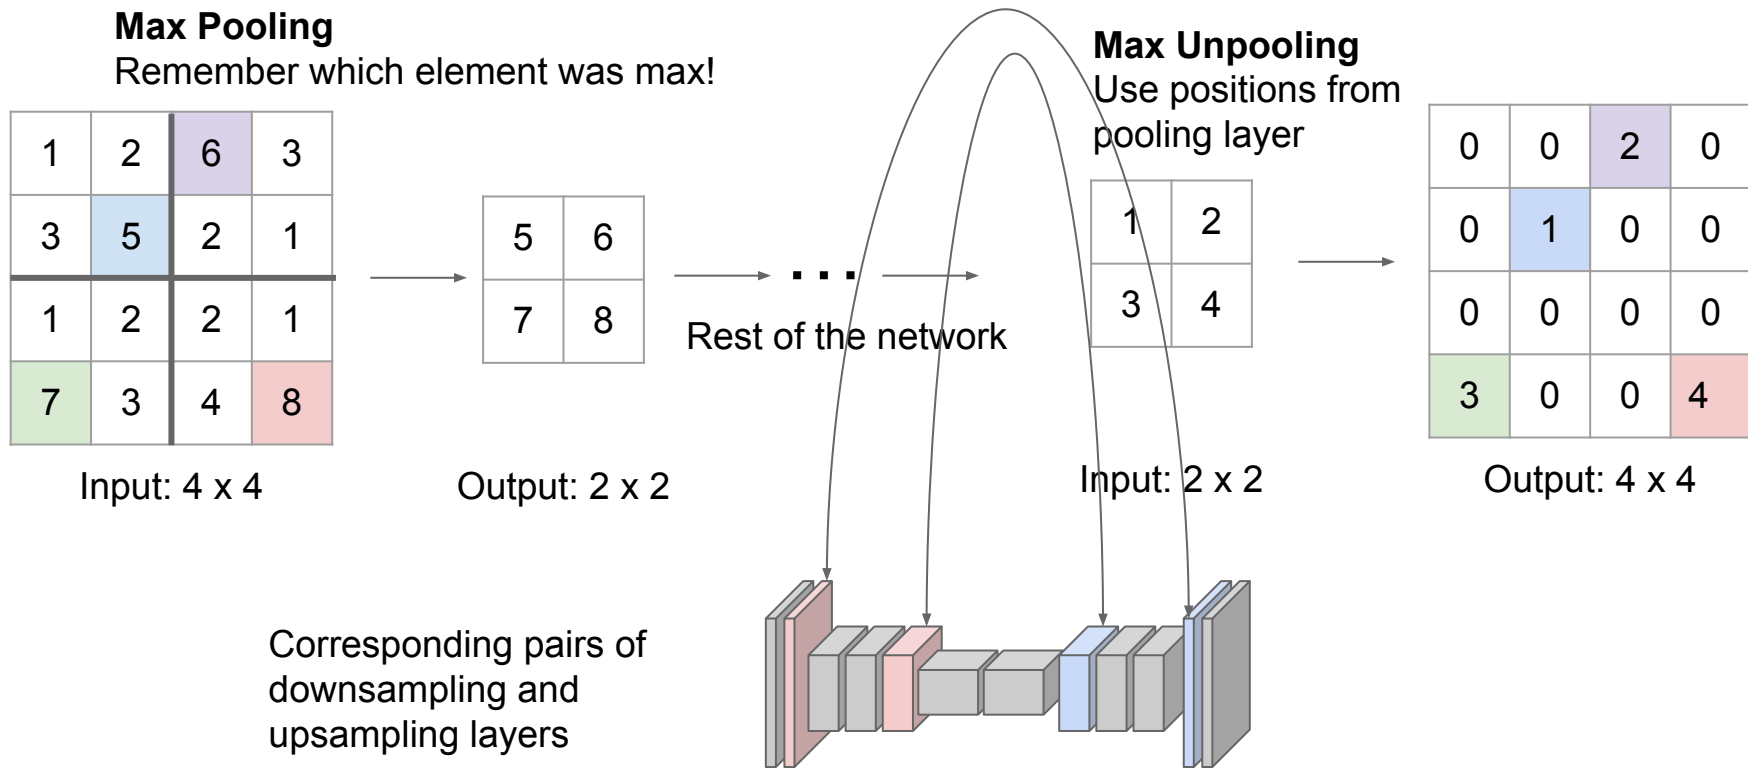 Max Pooling
Remember which element was max!
1 2 6 3
3 5 2 1
1 2 2 1
7 3 4 8
Input: 4 x 4
5 6
7 8
Output: 2 x 2
...
Rest of the network
Max Unpooling
Use positions from
pooling layer
1 2
3 4
Input: 2 x 2
0 0 2 0
0 1 0 0
0 0 0 0
3 0 0 4
Output: 4 x 4
Corresponding pairs of
downsampling and
upsampling layers